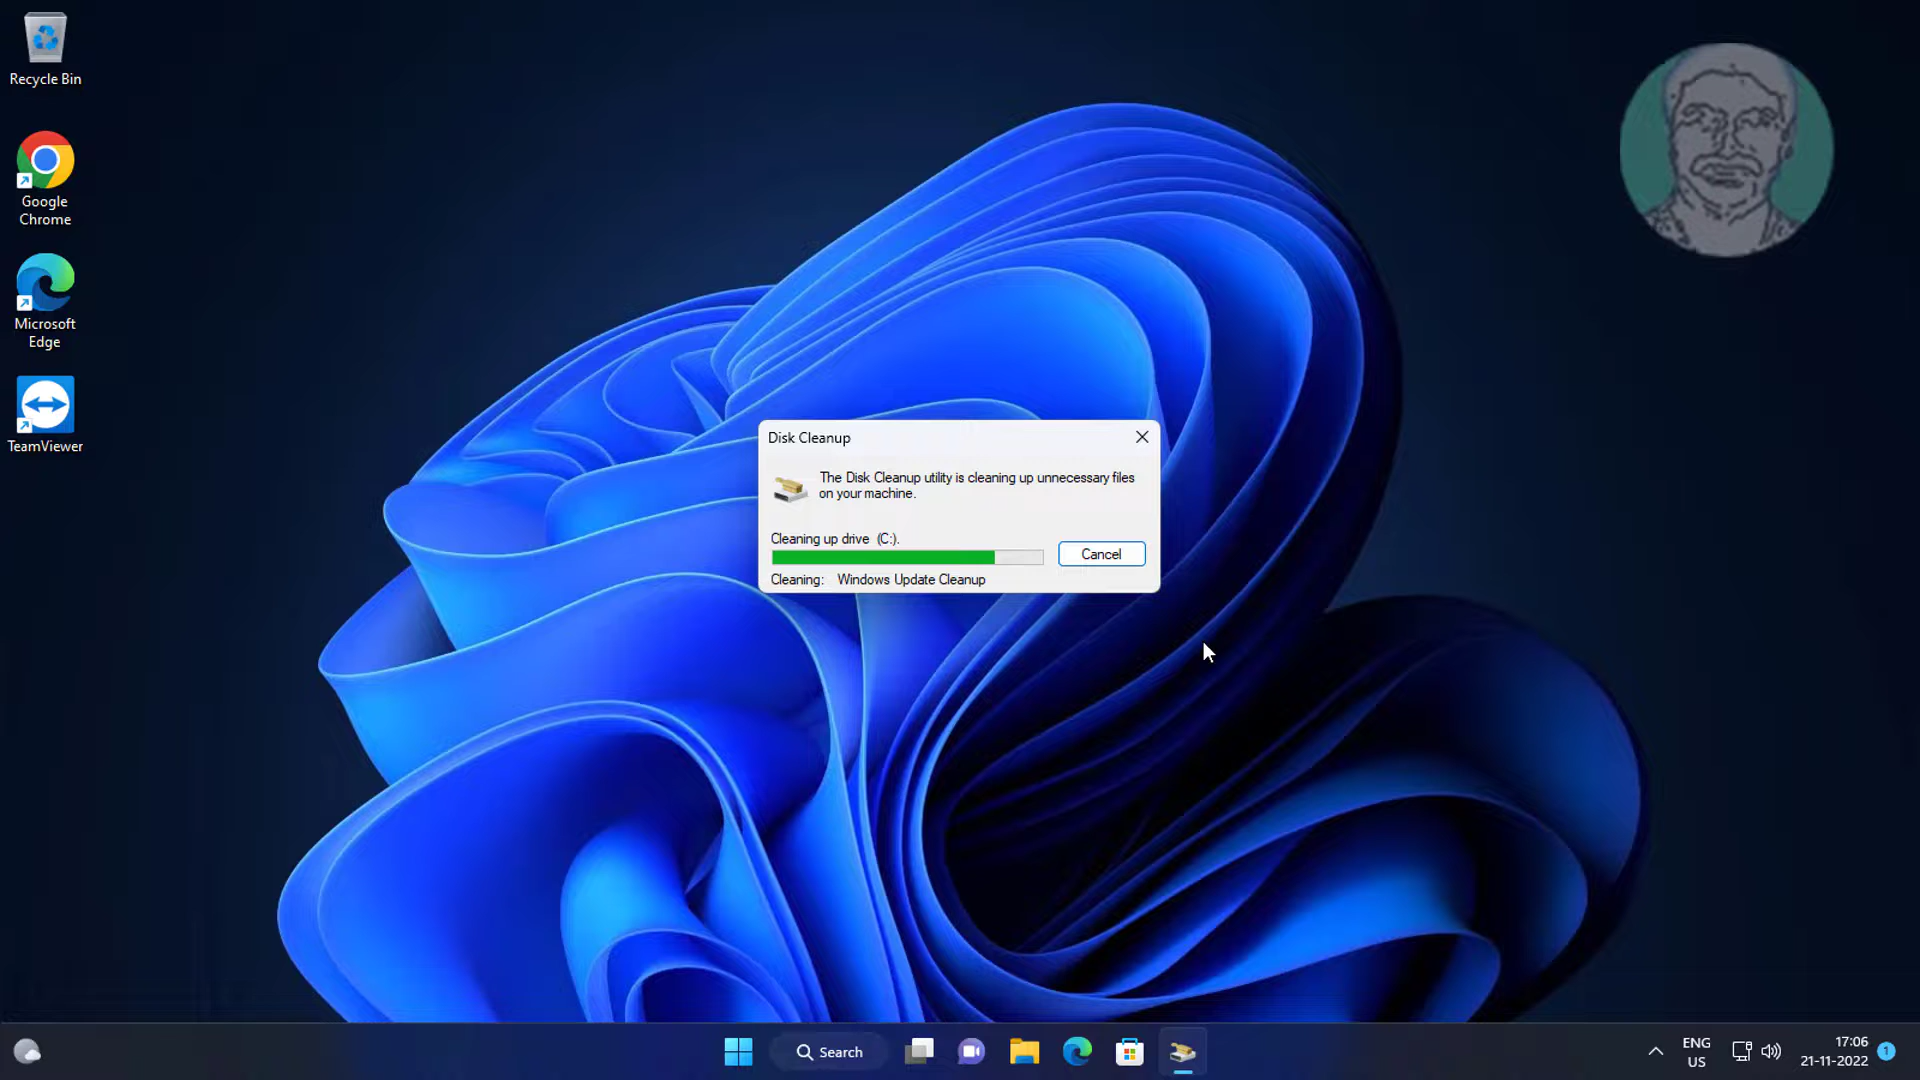 Recycle Bin
Google
Chrome
Microsoft
Edge
TeamViewer
Disk Cleanup
The Disk Cleanup utility is cleaning up unnecessary files
on your machine.
Cleaning up drive (C:).
Cancel
Cleaning: Windows Update Cleanup
Search
ENG
US
17:06
21-11-2022
1